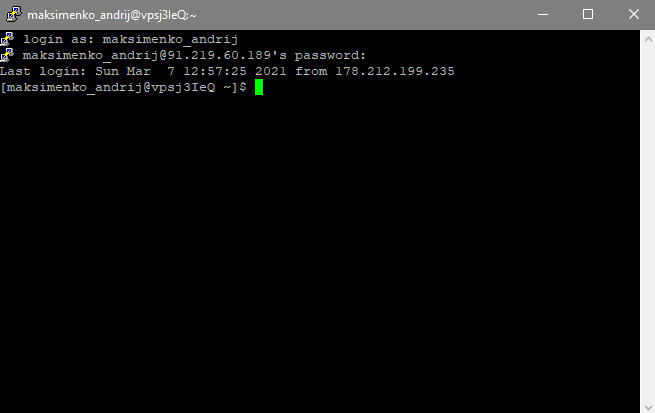 maksimenko_andrij@vpsj3IeQ:~
login as: maksimenko_andrij
maksimenko_andrij@91.219.60.189's password:
Last login: Sun Mar  7 12:57:25 2021 from 178.212.199.235
[maksimenko_andrij@vpsj3IeQ ~]$